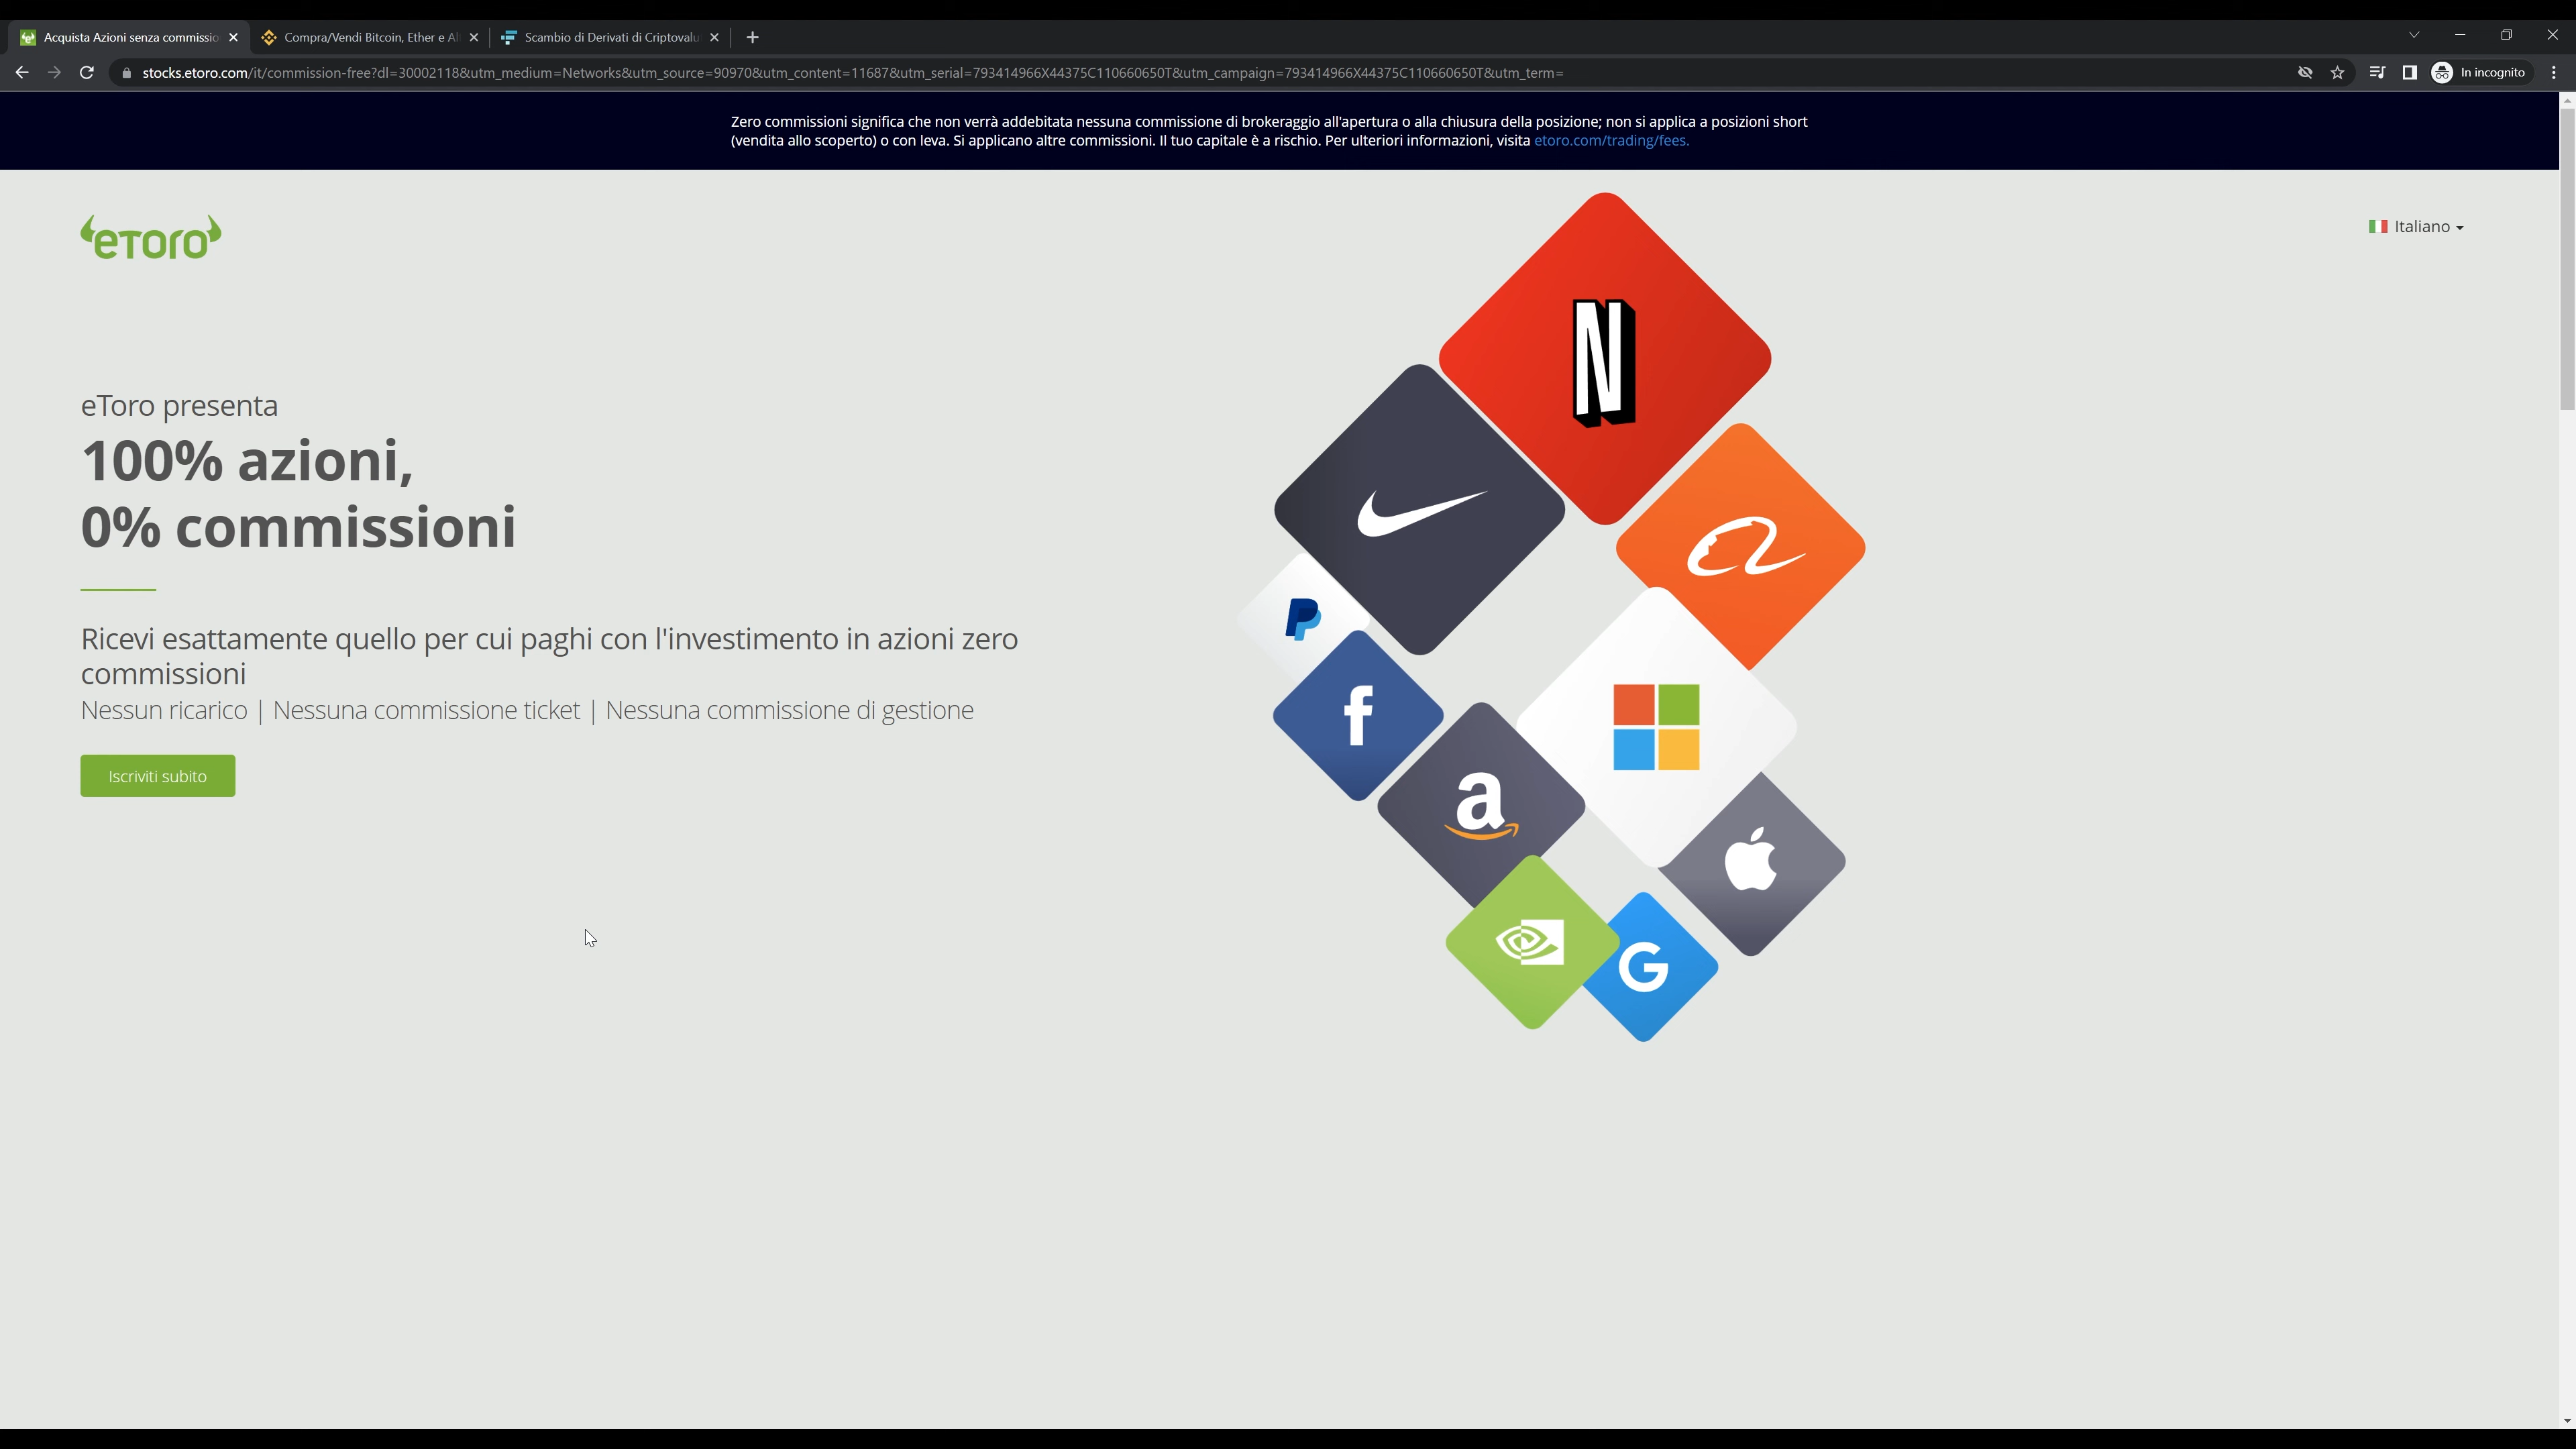 Acquista Azioni senza commissio
Compra/Vendi Bitcoin, Ether e Al
Scambio di Derivati di Criptovalu
stocks.etoro.com/it/commission-free?dl=30002118&utm_medium=Networks&utm_source=90970&utm_content=11687&utm_serial=793414966X44375C110660650T&utm_campaign=793414966X44375C110660650T&utm_term=
In incognito
Zero commissioni significa che non verrà addebitata nessuna commissione di brokeraggio all'apertura o alla chiusura della posizione; non si applica a posizioni short
(vendita allo scoperto) o con leva. Si applicano altre commissioni. Il tuo capitale è a rischio. Per ulteriori informazioni, visita etoro.com/trading/fees.
eToro
Italiano
eToro presenta
100% azioni,
0% commissioni
Ricevi esattamente quello per cui paghi con l'investimento in azioni zero
commissioni
Nessun ricarico | Nessuna commissione ticket | Nessuna commissione di gestione
Iscriviti subito
N
a
P
f
a
G